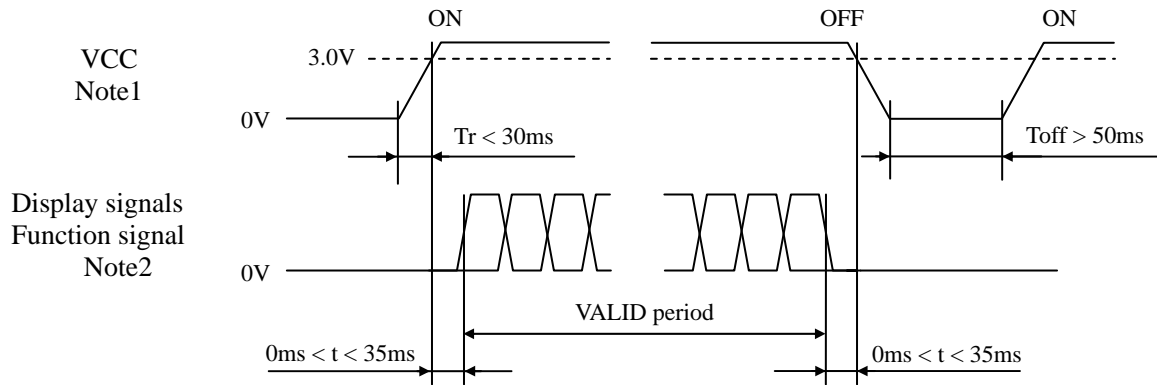 ON
OFF
ON
VCC
Note1
3.0V
0V
Tr < 30ms
Toff > 50ms
Display signals
Function signal
Note2
0V
VALID period
0ms < t < 35ms
0ms < t < 35ms